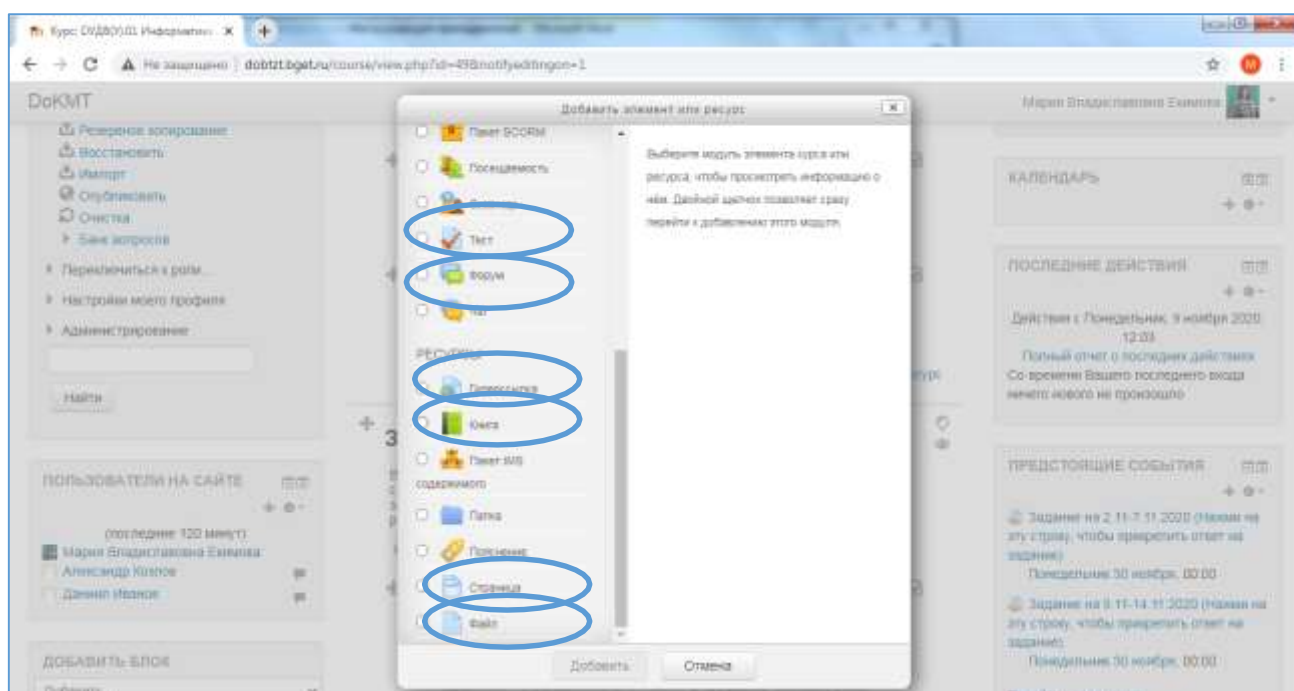 Курс:
Не защищено
dobtzt.bget.ru/course/view.php?id=49&notifyeditingon=1
DoKMT
Мария Владиславовна Екимова
Резервное копирование
Восстановить
Импорт
Опубликовать
Очистка
Банк вопросов
Переключиться к роли...
Настройки моего профиля
Администрирование
Найти
ПОЛЬЗОВАТЕЛИ НА САЙТЕ
(последние 120 минут)
Мария Владиславовна Екимова
Александр Козлов
Даниил Иванов
ДОБАВИТЬ БЛОК
Добавить...
Добавить элемент или ресурс
Пакет SCORM
Посещаемость
Тест
Форум
Чат
РЕСУРСЫ
Гиперссылка
Книга
Пакет IMS
содержимого
Папка
Пояснение
Страница
Файл
Выберите модуль элемента курса или
ресурса, чтобы просмотреть информацию о
нём. Двойной щелчок позволяет сразу
перейти к добавлению этого модуля.
Добавить
Отмена
3
КАЛЕНДАРЬ
ПОСЛЕДНИЕ ДЕЙСТВИЯ
Действия с Понедельник, 9 ноября 2020,
12:03
Полный отчет о последних действиях
Со времени Вашего последнего входа
ничего нового не произошло
ПРЕДСТОЯЩИЕ СОБЫТИЯ
Задание на 2.11-7.11.2020 (Нажми на
эту строку, чтобы прикрепить ответ на
задание)
Понедельник 30 ноября, 00:00
Задание на 9.11-14.11.2020 (Нажми на
эту строку, чтобы прикрепить ответ на
задание)
Понедельник 30 ноября, 00:00